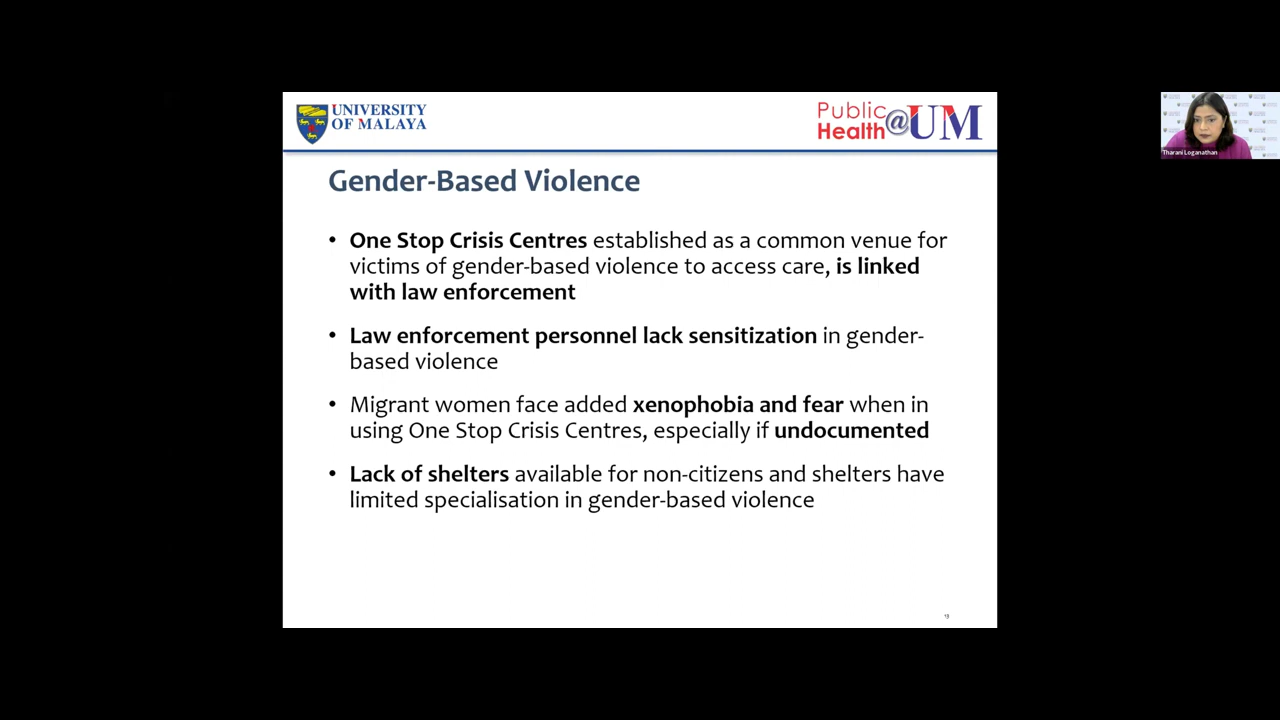 UNIVERSITY
OF MALAYA
Public
Health@UM
Tharani Loganathan
Gender-Based Violence
• One Stop Crisis Centres established as a common venue for
victims of gender-based violence to access care, is linked
with law enforcement
• Law enforcement personnel lack sensitization in gender-
based violence
• Migrant women face added xenophobia and fear when in
using One Stop Crisis Centres, especially if undocumented
• Lack of shelters available for non-citizens and shelters have
limited specialisation in gender-based violence